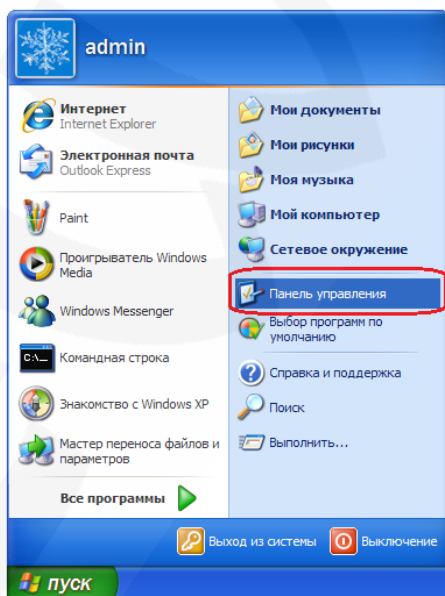 admin
Интернет
Internet Explorer
Электронная почта
Outlook Express
Paint
Проигрыватель Windows
Media
Windows Messenger
C:\_
Командная строка
Знакомство с Windows XP
Мастер переноса файлов и
параметров
Все программы
Мои документы
Мои рисунки
Моя музыка
Мой компьютер
Сетевое окружение
Панель управления
Выбор программ по
умолчанию
Справка и поддержка
Поиск
Выполнить...
Выход из системы
Выключение
пуск